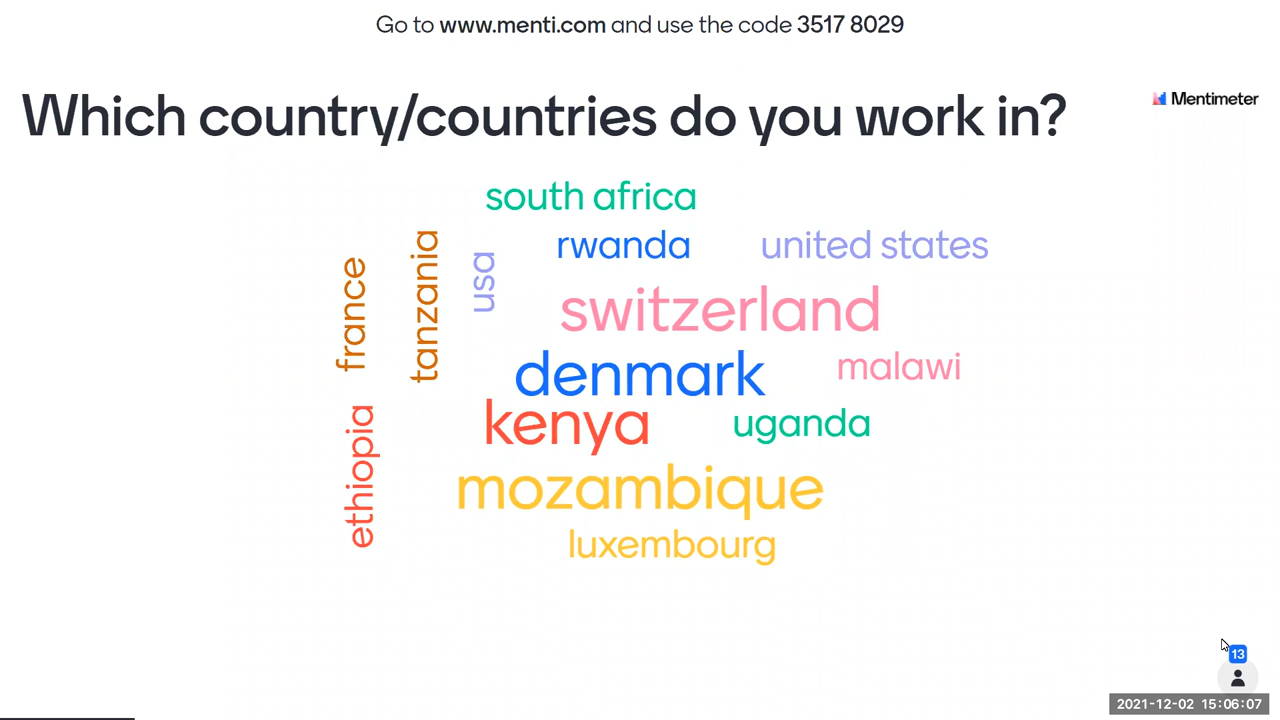 Go to www.menti.com and use the code 3517 8029
Which country/countries do you work in?
Mentimeter
south africa
rwanda
united states
france
tanzania
usa
switzerland
denmark
malawi
kenya
uganda
ethiopia
mozambique
luxembourg
13
2021-12-02 15:06:07